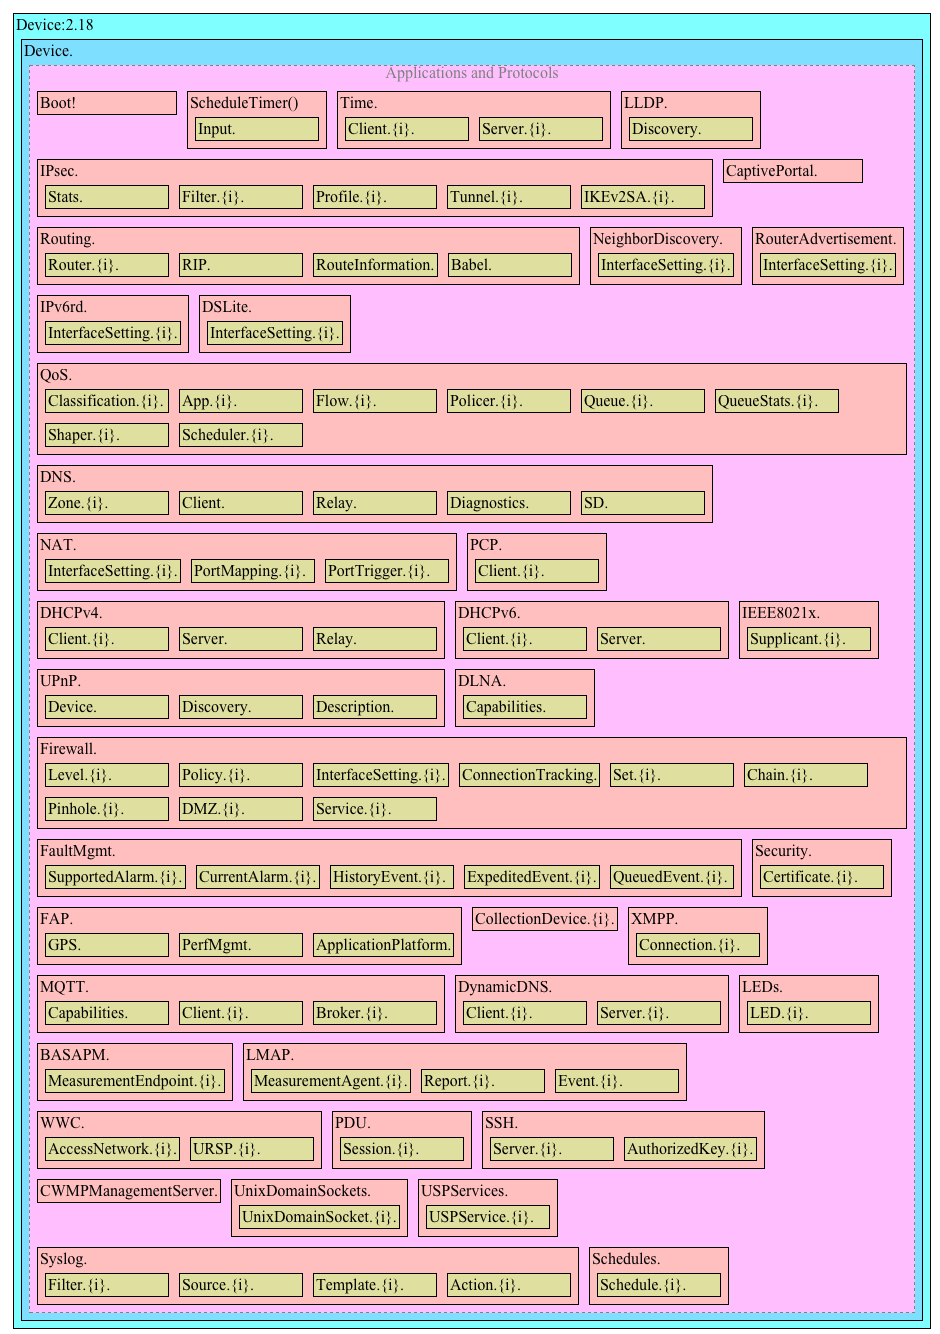 Device:2.18
Device.
Applications and Protocols
Boot! ScheduleTimer() Time. LLDP.
Input. Client.{i}. Server.{i}. Discovery.
IPsec. CaptivePortal.
Stats. Filter.{i}. Profile.{i}. Tunnel.{i}. IKEv2SA.{i}.
Routing. NeighborDiscovery. RouterAdvertisement.
Router.{i}. RIP. RouteInformation. Babel. InterfaceSetting.{i}. InterfaceSetting.{i}.
IPv6rd. DSLite.
InterfaceSetting.{i}. InterfaceSetting.{i}.
QoS.
Classification.{i}. App.{i}. Flow.{i}. Policer.{i}. Queue.{i}. QueueStats.{i}.
Shaper.{i}. Scheduler.{i}.
DNS.
Zone.{i}. Client. Relay. Diagnostics. SD.
NAT. PCP.
InterfaceSetting.{i}. PortMapping.{i}. PortTrigger.{i}. Client.{i}.
DHCPv4. DHCPv6. IEEE8021x.
Client.{i}. Server. Relay. Client.{i}. Server. Supplicant.{i}.
UPnP. DLNA.
Device. Discovery. Description. Capabilities.
Firewall.
Level.{i}. Policy.{i}. InterfaceSetting.{i}. ConnectionTracking. Set.{i}. Chain.{i}.
Pinhole.{i}. DMZ.{i}. Service.{i}.
FaultMgmt. Security.
SupportedAlarm.{i}. CurrentAlarm.{i}. HistoryEvent.{i}. ExpeditedEvent.{i}. QueuedEvent.{i}. Certificate.{i}.
FAP. CollectionDevice.{i}. XMPP.
GPS. PerfMgmt. ApplicationPlatform. Connection.{i}.
MQTT. DynamicDNS. LEDs.
Capabilities. Client.{i}. Broker.{i}. Client.{i}. Server.{i}. LED.{i}.
BASAPM. LMAP.
MeasurementEndpoint.{i}. MeasurementAgent.{i}. Report.{i}. Event.{i}.
WWC. PDU. SSH.
AccessNetwork.{i}. URSP.{i}. Session.{i}. Server.{i}. AuthorizedKey.{i}.
CWMPManagementServer. UnixDomainSockets. USPServices.
UnixDomainSocket.{i}. USPService.{i}.
Syslog. Schedules.
Filter.{i}. Source.{i}. Template.{i}. Action.{i}. Schedule.{i}.